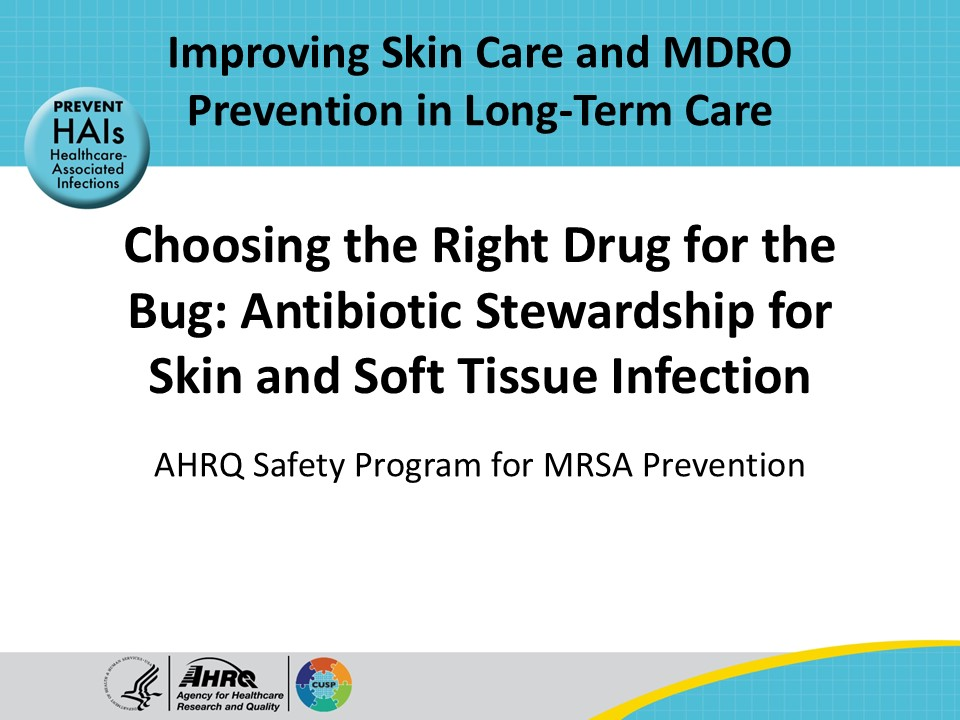 Improving Skin Care and MDRO
Prevention in Long-Term Care
PREVENT
HAIs
Healthcare-
Associated
Infections
Choosing the Right Drug for the
Bug: Antibiotic Stewardship for
Skin and Soft Tissue Infection
AHRQ Safety Program for MRSA Prevention
AHRQ
Agency for Healthcare
Research and Quality
CUSP